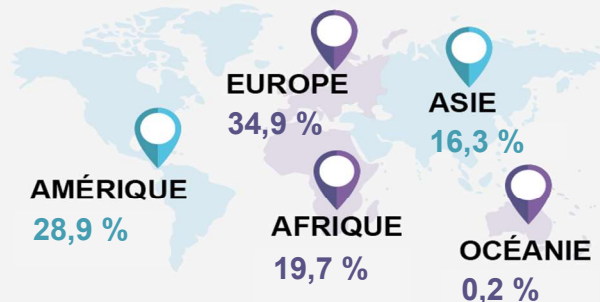 EUROPE
34,9 %
ASIE
16,3 %
AMÉRIQUE
28,9 %
AFRIQUE
19,7 %
OCÉANIE
0,2 %